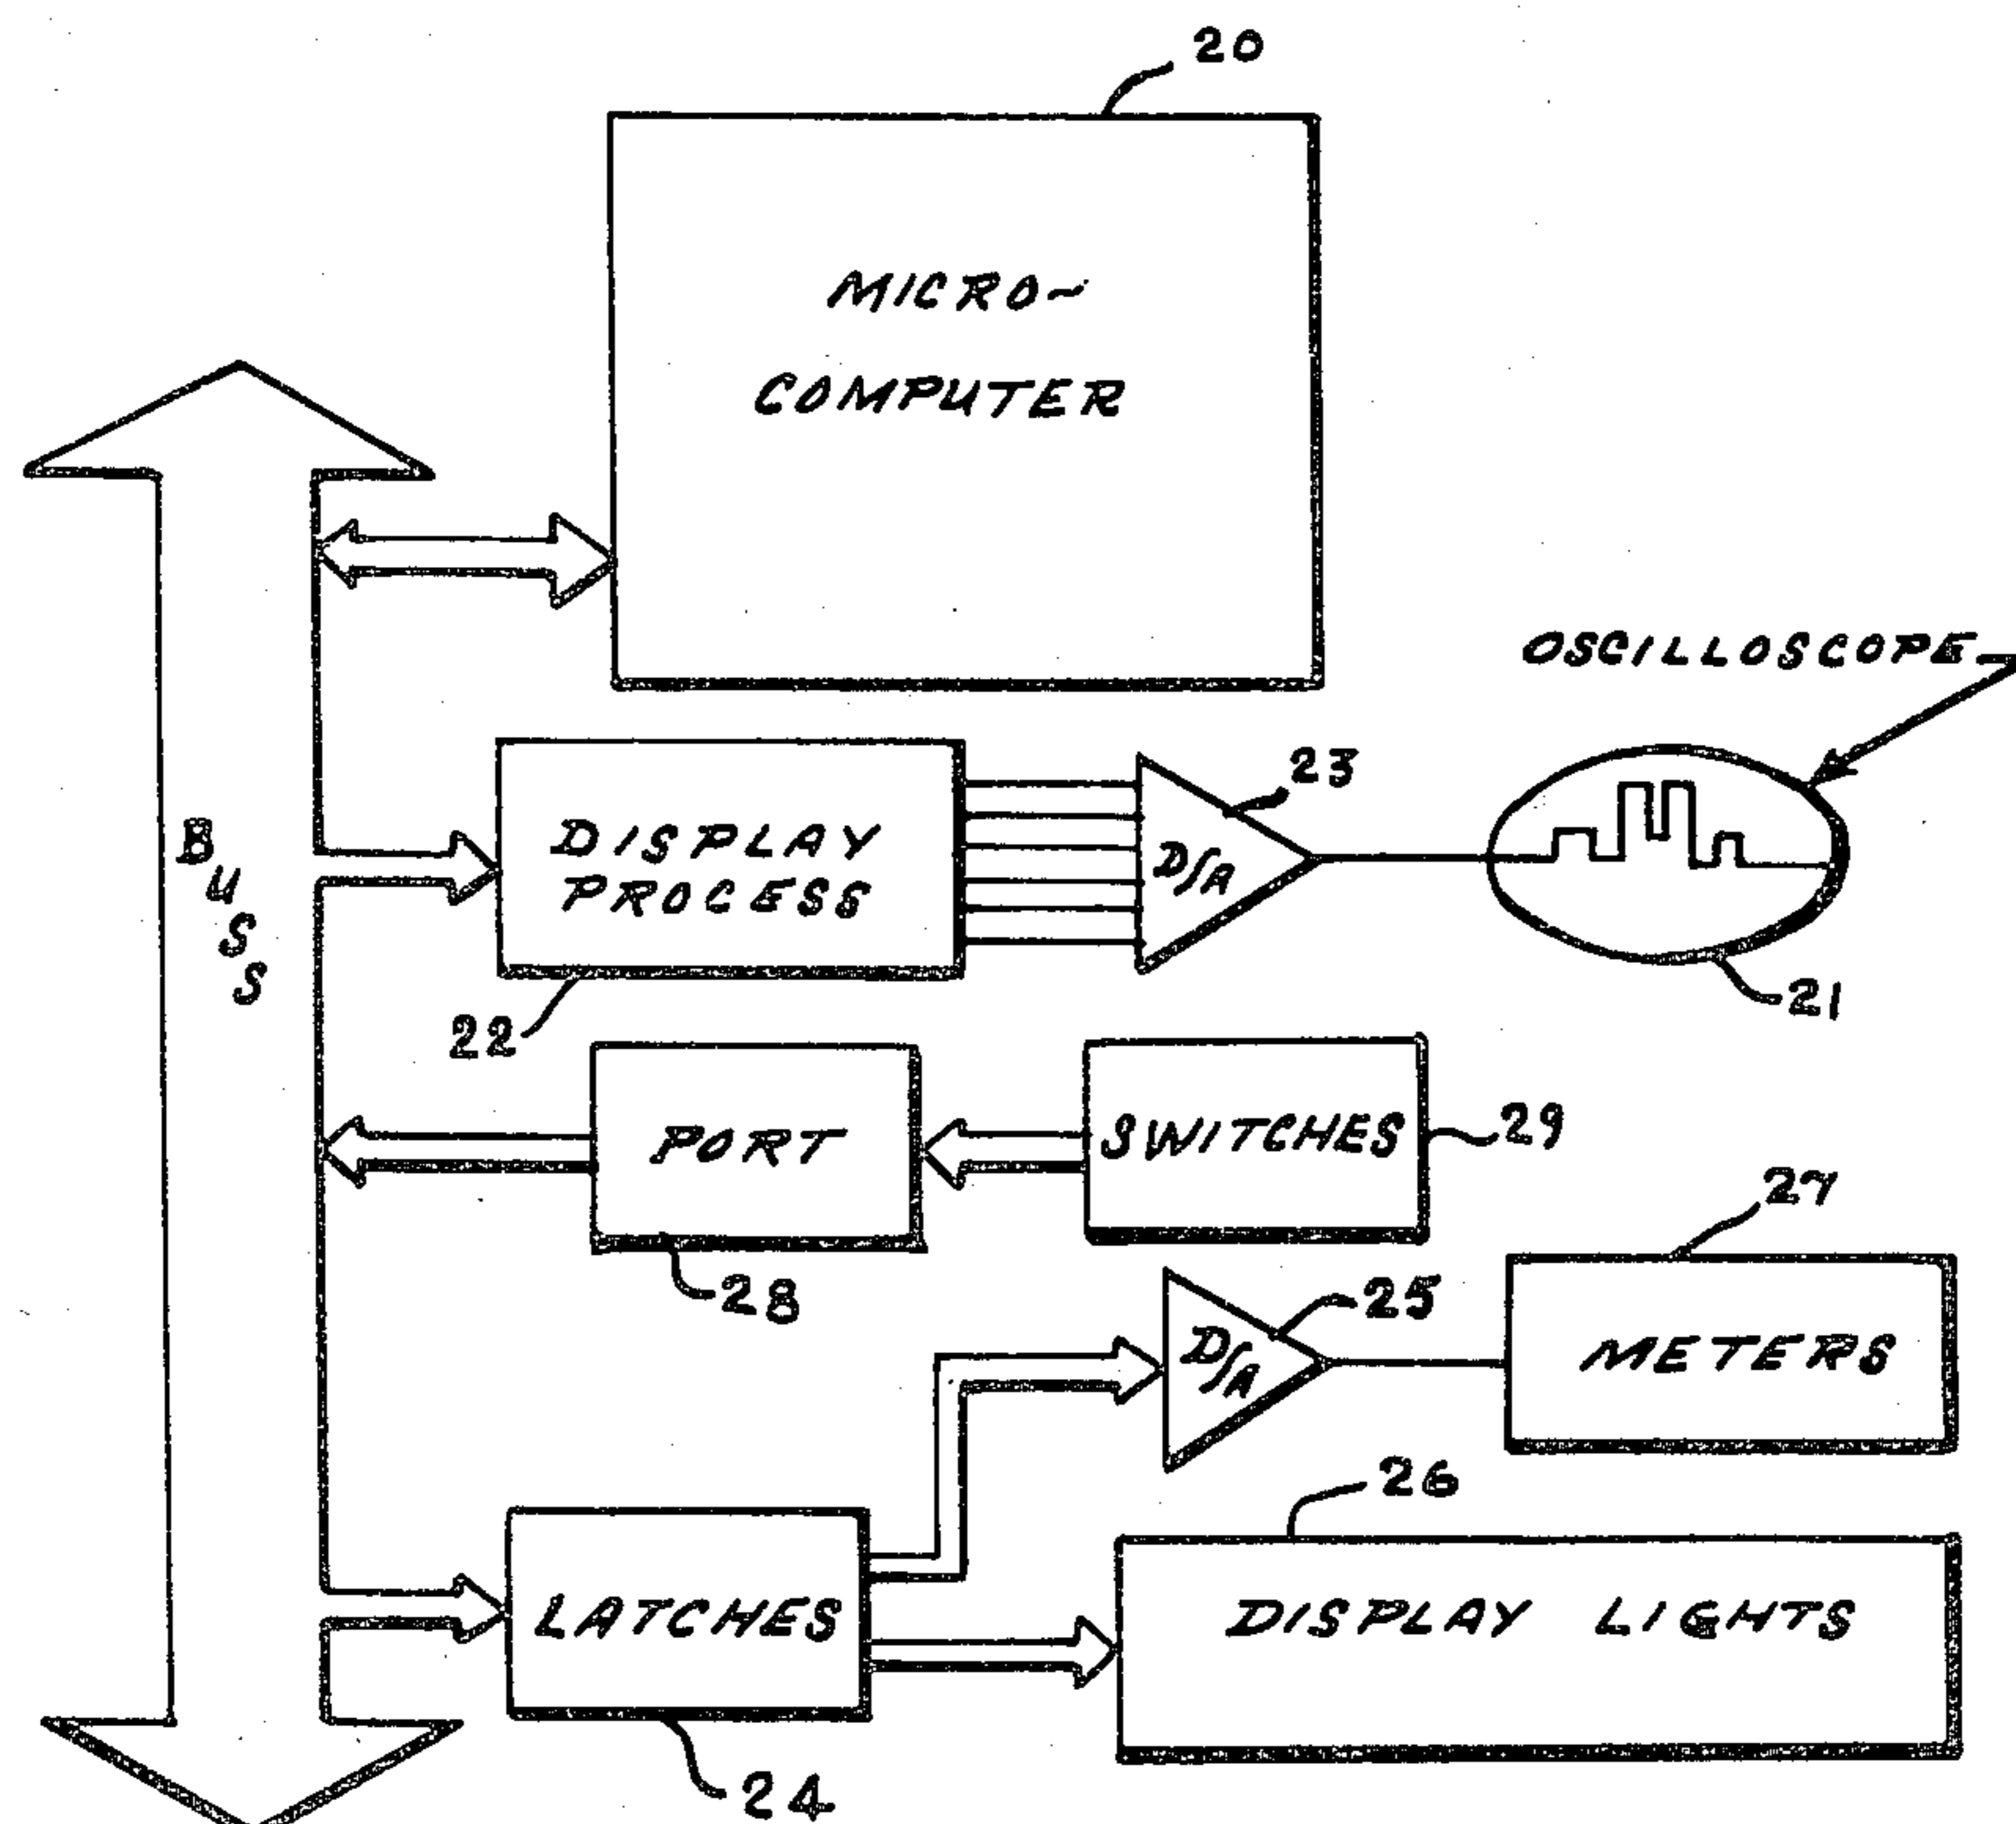 20
MICRO-
COMPUTER
OSCILLOSCOPE
23
DISPLAY
PROCESS
D/A
BUSS
21
22
PORT
SWITCHES
29
27
28
25
D/A
METERS
26
LATCHES
DISPLAY LIGHTS
24